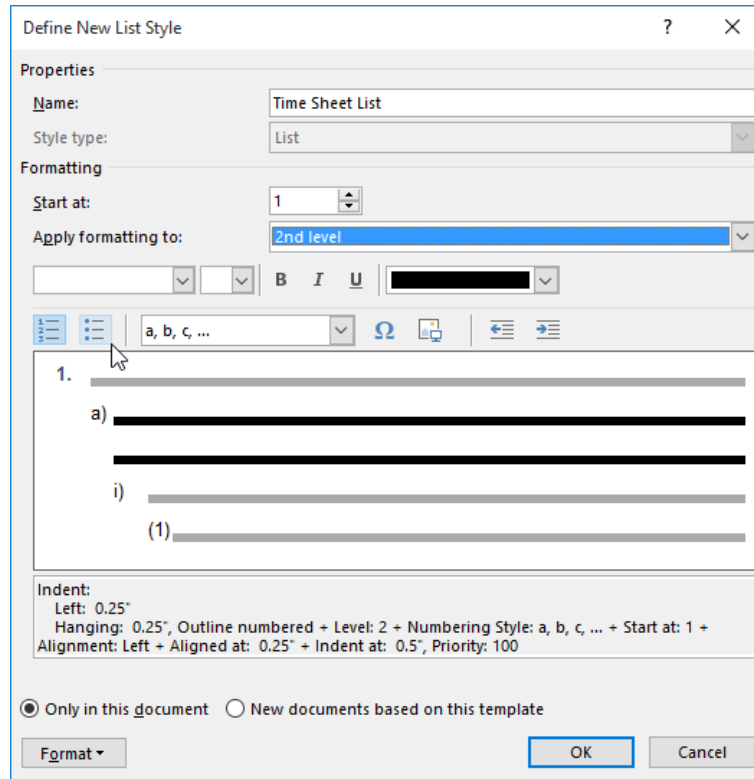 Define New List Style ?
Properties
Name: Time Sheet List
Style type: List
Formatting
Start at: 1
Apply formatting to: 2nd level
B I U
a, b, c, ... Ω
1.
a)
i)
(1)
Indent:
Left: 0.25"
Hanging: 0.25", Outline numbered + Level: 2 + Numbering Style: a, b, c, ... + Start at: 1 +
Alignment: Left + Aligned at: 0.25" + Indent at: 0.5", Priority: 100
Only in this document New documents based on this template
Format OK Cancel